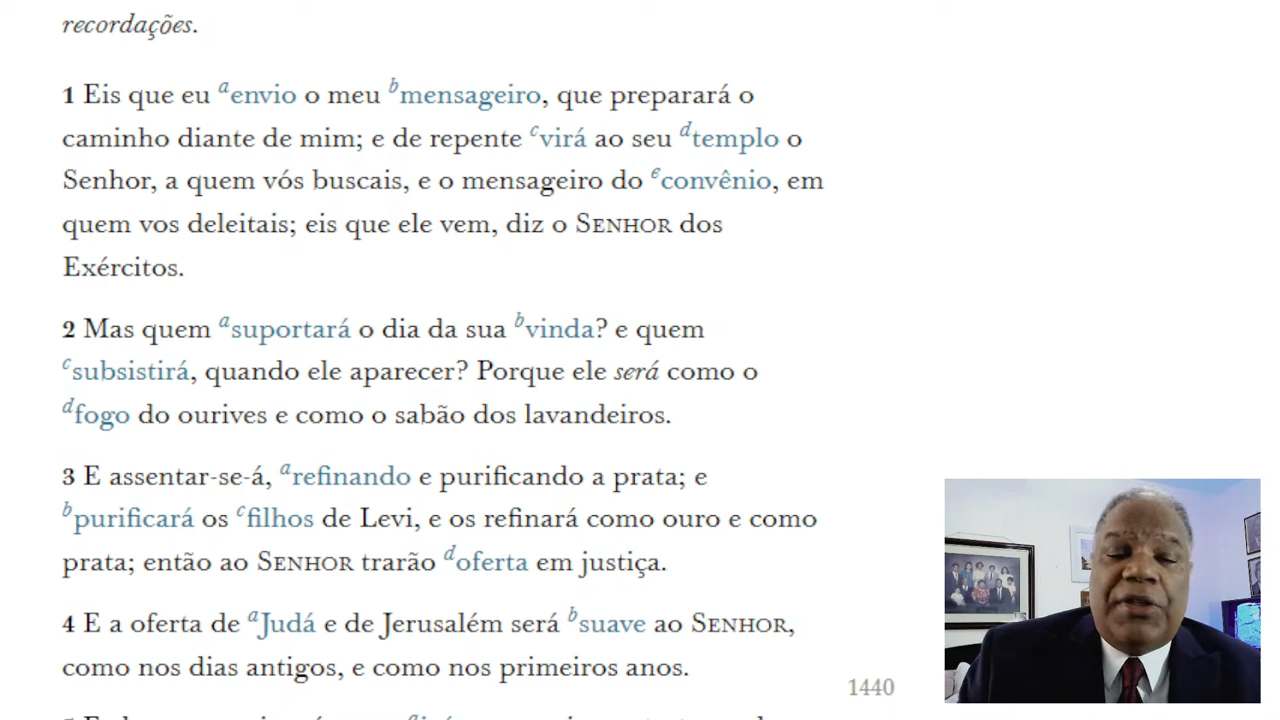 recordações.
1 Eis que eu ᵃenvio o meu ᵇmensageiro, que preparará o
caminho diante de mim; e de repente ᶜvirá ao seu ᵈtemplo o
Senhor, a quem vós buscais, e o mensageiro do ᵉconvênio, em
quem vos deleitais; eis que ele vem, diz o SENHOR dos
Exércitos.
2 Mas quem ᵃsuportará o dia da sua ᵇvinda? e quem
ᶜsubsistirá, quando ele aparecer? Porque ele será como o
ᵈfogo do ourives e como o sabão dos lavandeiros.
3 E assentar-se-á, ᵃrefinando e purificando a prata; e
ᵇpurificará os ᶜfilhos de Levi, e os refinará como ouro e como
prata; então ao SENHOR trarão ᵈoferta em justiça.
4 E a oferta de ᵃJudá e de Jerusalém será ᵇsuave ao SENHOR,
como nos dias antigos, e como nos primeiros anos.
1440